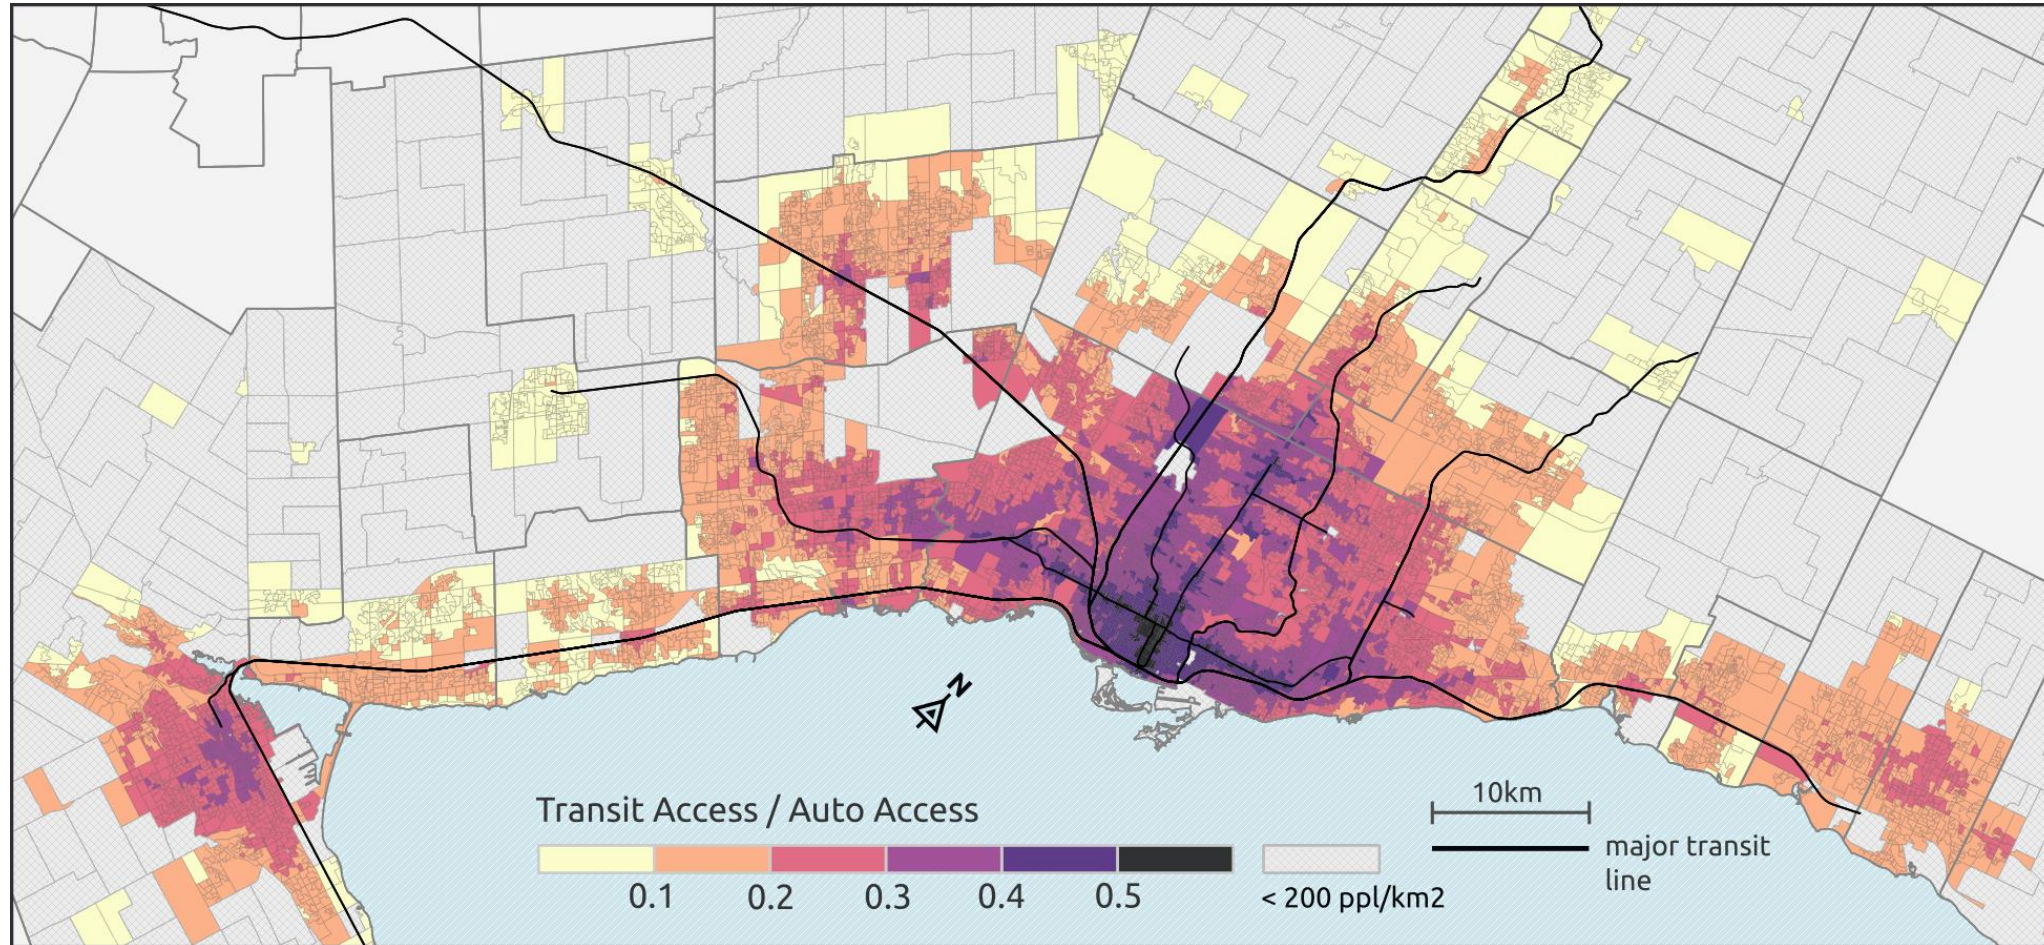 N
Transit Access / Auto Access
0.1 0.2 0.3 0.4 0.5
< 200 ppl/km2
10km
major transit
line